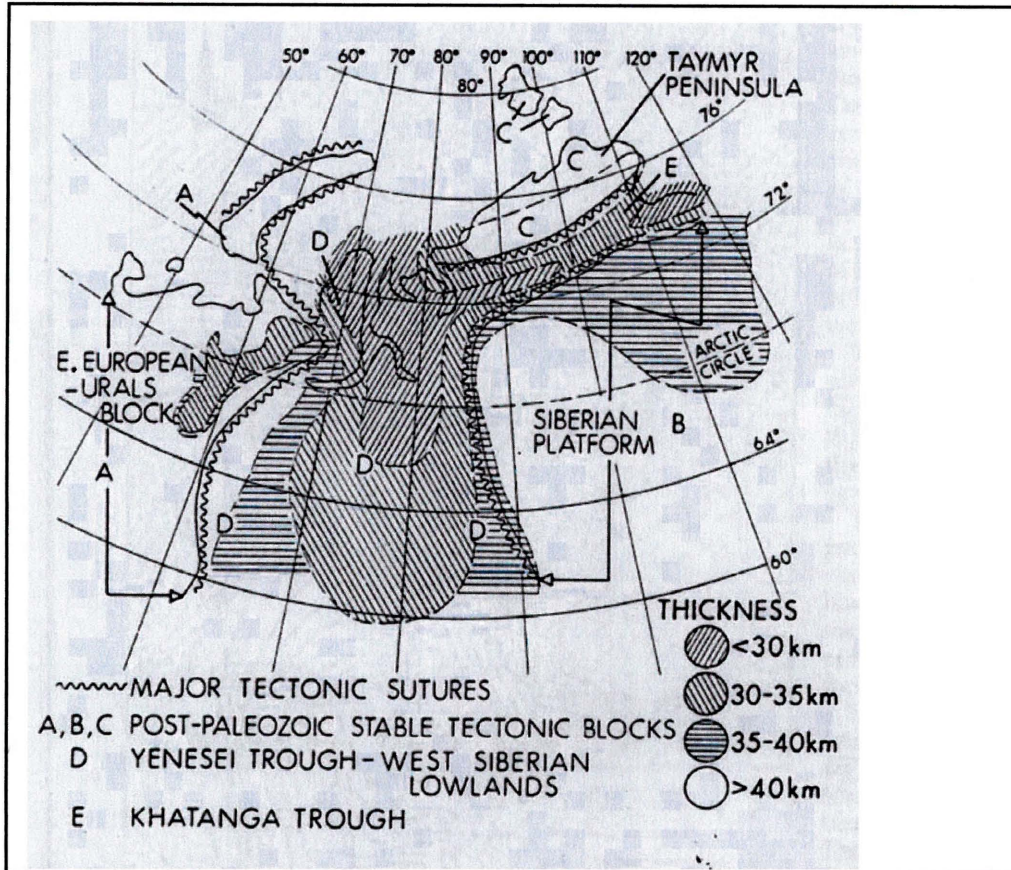 50° 60° 70° 80° 90° 100° 110° 120°
TAYMYR
PENINSULA
80°
76°
C
C
E
A
72°
D
C
E. EUROPEAN
-URALS
BLOCK
ARCTIC
CIRCLE
SIBERIAN
PLATFORM
B
64°
D
A
D
D
60°
THICKNESS
<30 km
30-35km
35-40km
>40km
MAJOR TECTONIC SUTURES
A,B,C POST-PALEOZOIC STABLE TECTONIC BLOCKS
D YENESEI TROUGH-WEST SIBERIAN
LOWLANDS
E KHATANGA TROUGH